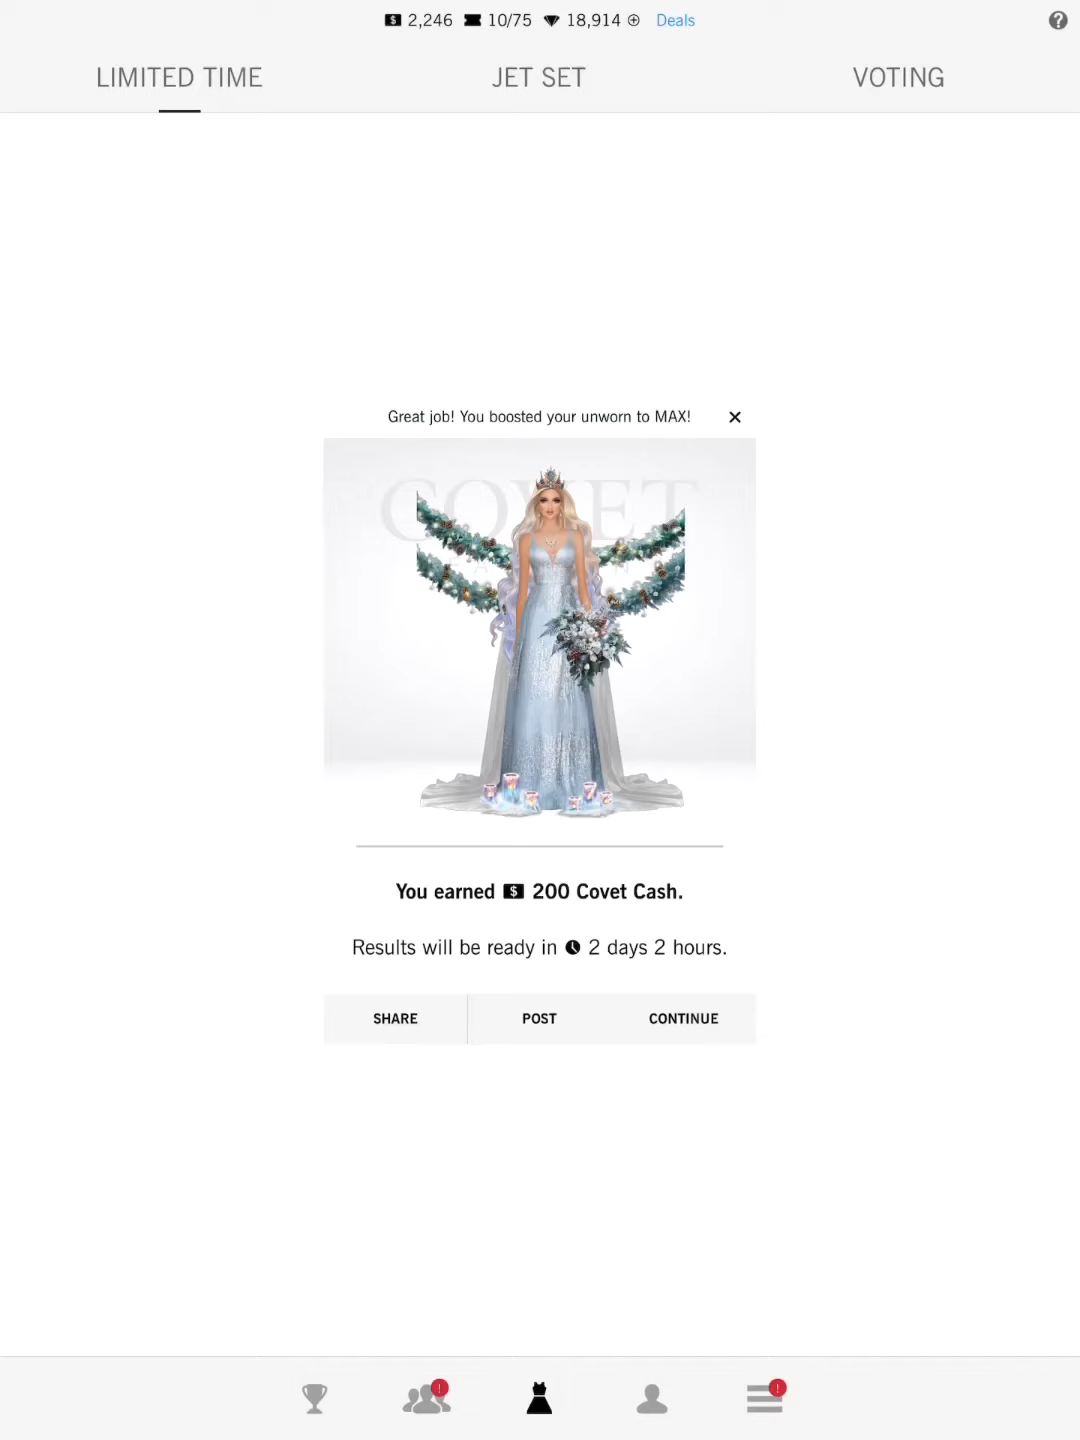 2,246 10/75 18,914 Deals
LIMITED TIME JET SET VOTING
Great job! You boosted your unworn to MAX!
COVET
You earned $ 200 Covet Cash.
Results will be ready in 2 days 2 hours.
SHARE POST CONTINUE